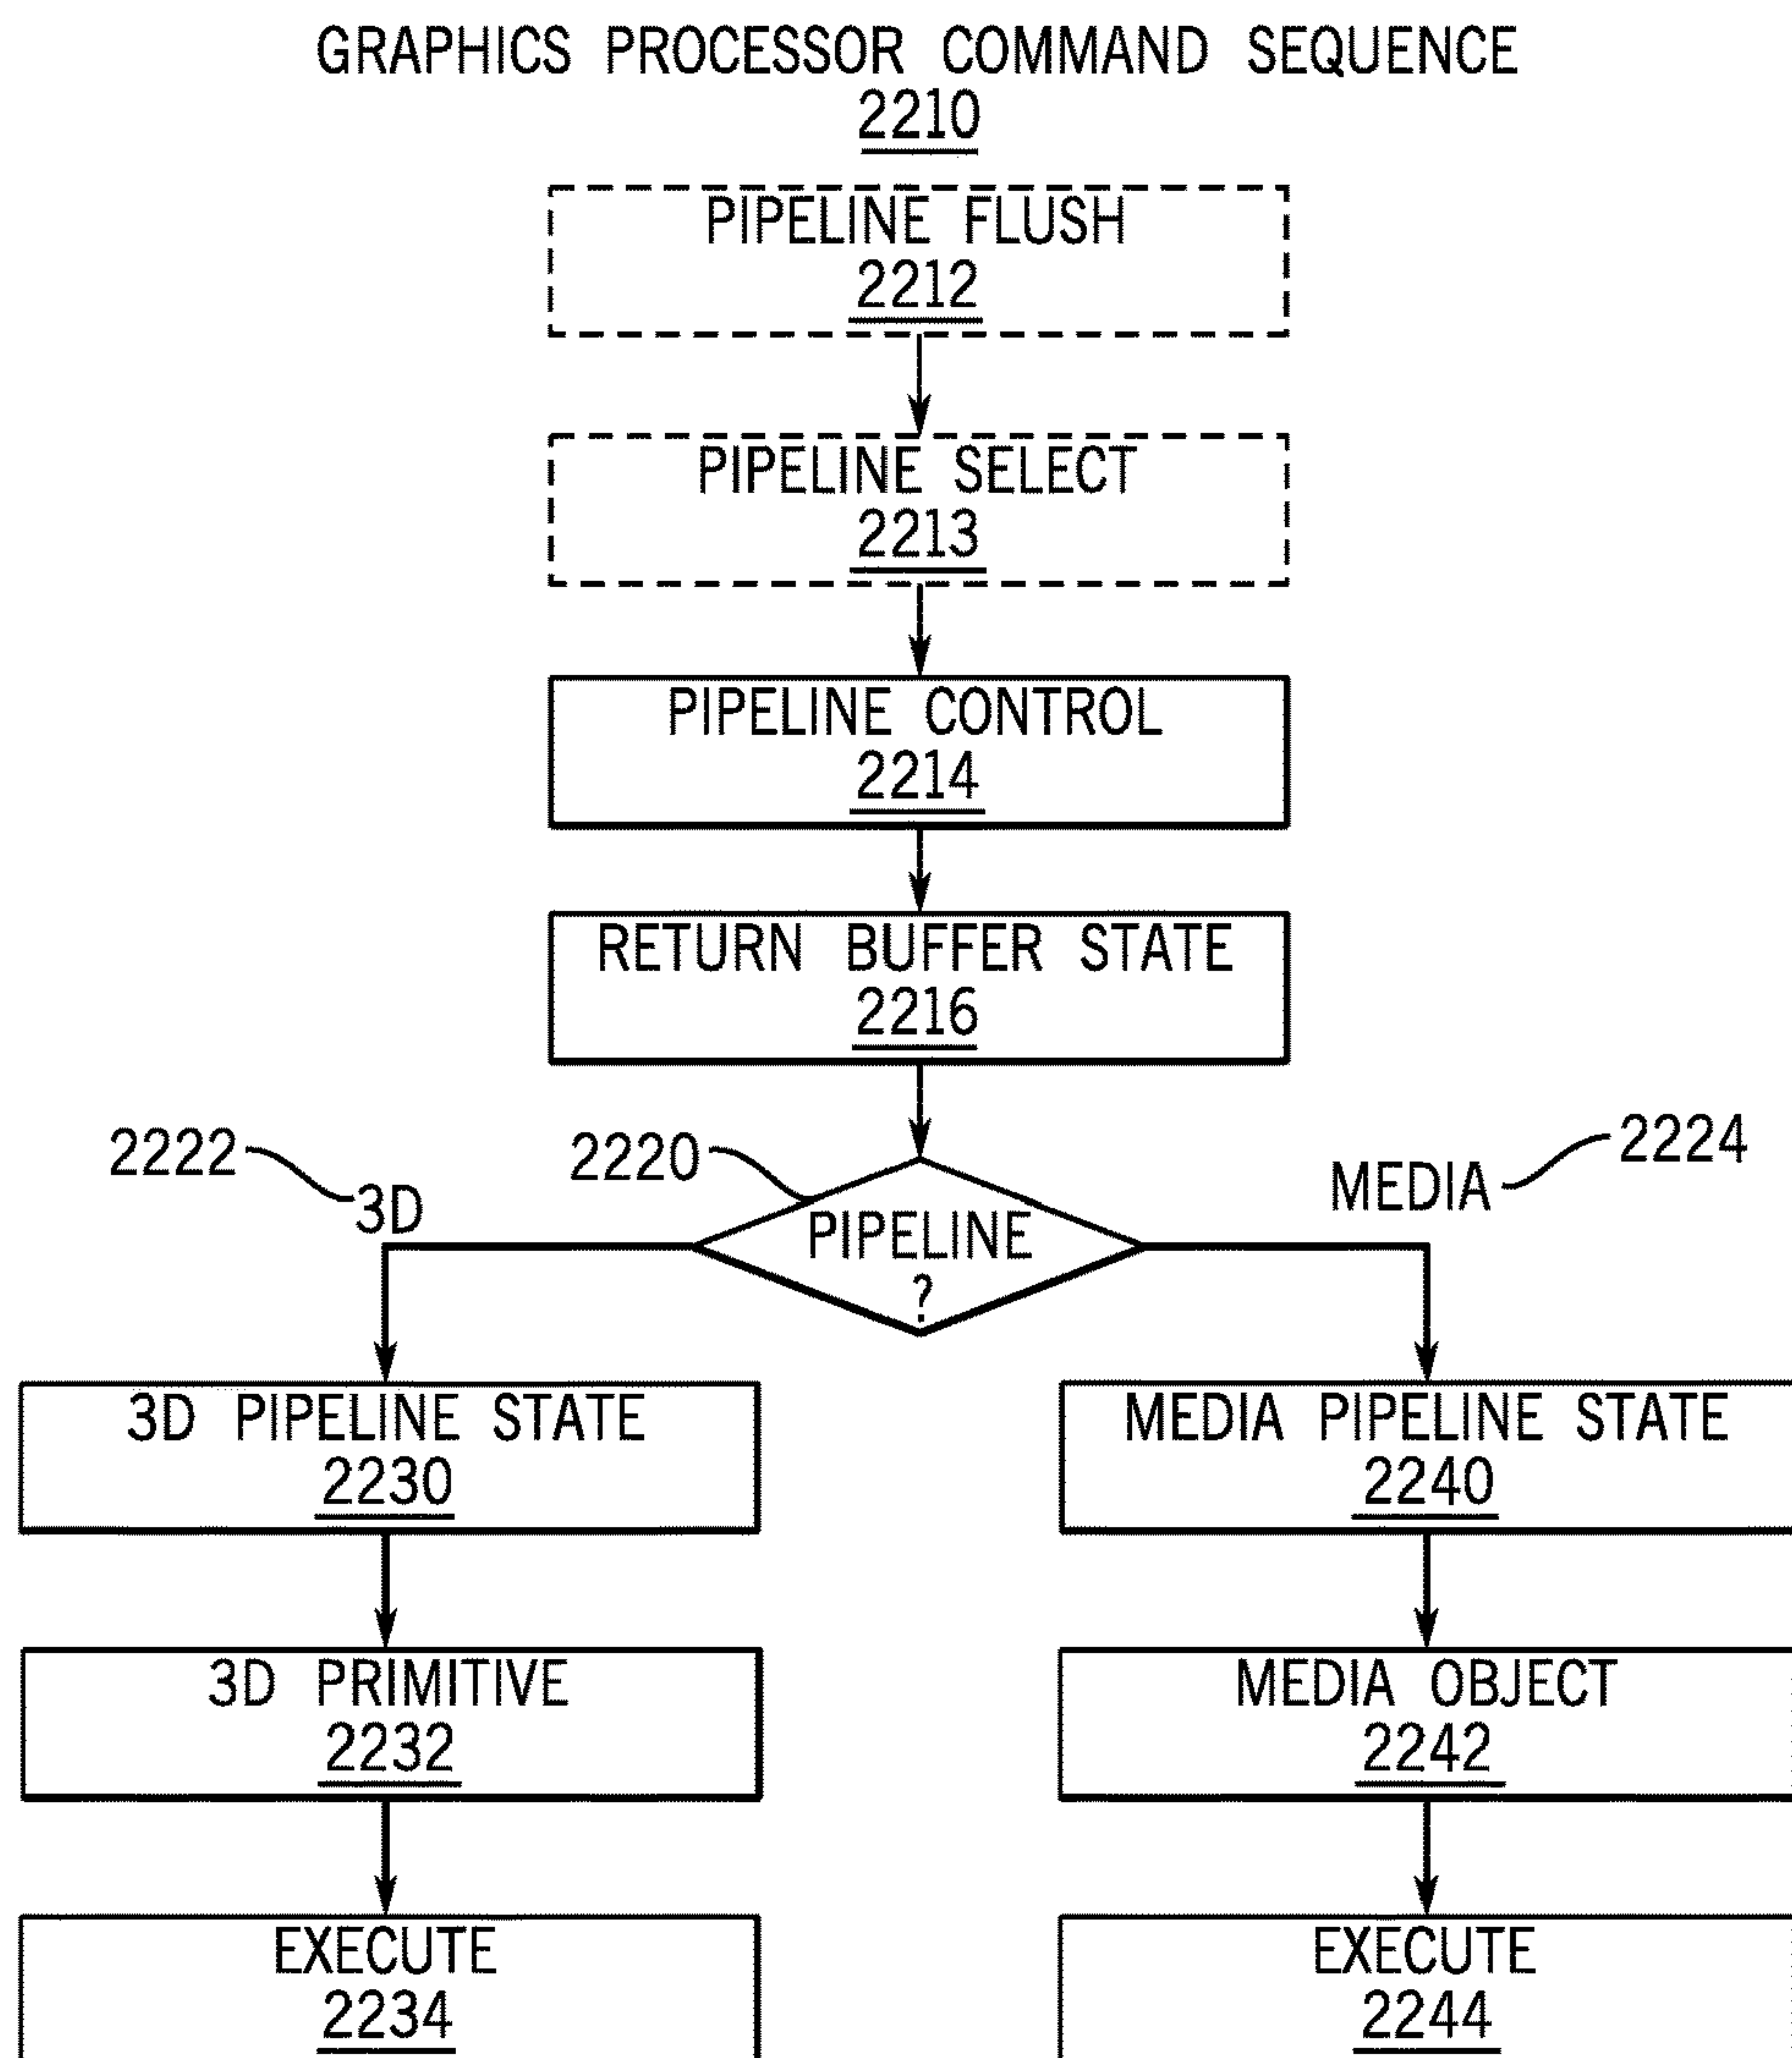 GRAPHICS PROCESSOR COMMAND SEQUENCE
2210
PIPELINE FLUSH
2212
PIPELINE SELECT
2213
PIPELINE CONTROL
2214
RETURN BUFFER STATE
2216
2222
3D
2220
PIPELINE
?
MEDIA
2224
3D PIPELINE STATE
2230
MEDIA PIPELINE STATE
2240
3D PRIMITIVE
2232
MEDIA OBJECT
2242
EXECUTE
2234
EXECUTE
2244